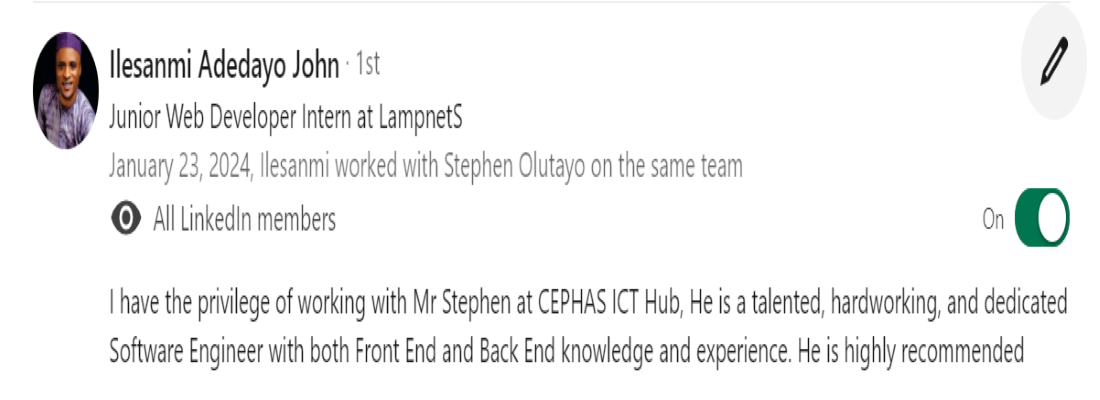 Ilesanmi Adedayo John · 1st
Junior Web Developer Intern at LampnetS
January 23, 2024, Ilesanmi worked with Stephen Olutayo on the same team
All LinkedIn members
On
I have the privilege of working with Mr Stephen at CEPHAS ICT Hub, He is a talented, hardworking, and dedicated
Software Engineer with both Front End and Back End knowledge and experience. He is highly recommended